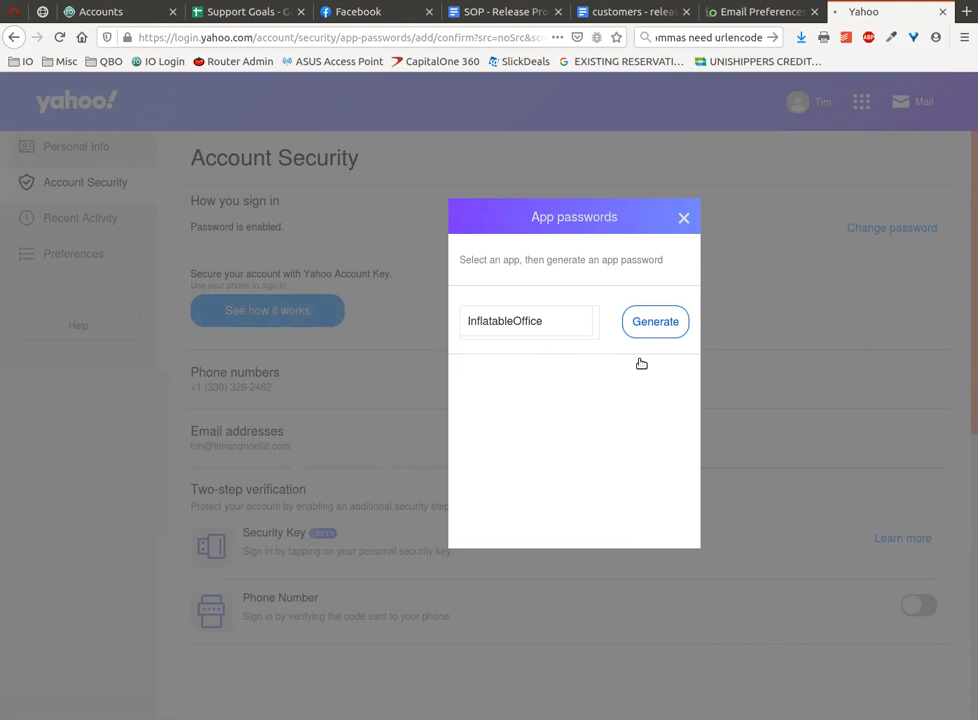 Accounts
Support Goals - G
Facebook
SOP - Release Pro
customers - relea
Email Preferences
Yahoo
https://login.yahoo.com/account/security/app-passwords/add/confirm?src=noSrc&sc
ommas need urlencode
IO
Misc
QBO
IO Login
Router Admin
ASUS Access Point
CapitalOne 360
SlickDeals
EXISTING RESERVATI...
UNISHIPPERS CREDIT...
yahoo!
Tim
Mail
Personal Info
Account Security
Recent Activity
Preferences
Help
Account Security
How you sign in
Password is enabled.
Change password
Secure your account with Yahoo Account Key.
Use your phone to sign in
See how it works
Phone numbers
+1 (330) 328-2462
Email addresses
tim@timandnoelle.com
Two-step verification
Protect your account by enabling an additional security step
Security Key BETA
Sign in by tapping on your personal security key.
Learn more
Phone Number
Sign in by verifying the code sent to your phone.
App passwords
Select an app, then generate an app password
InflatableOffice
Generate